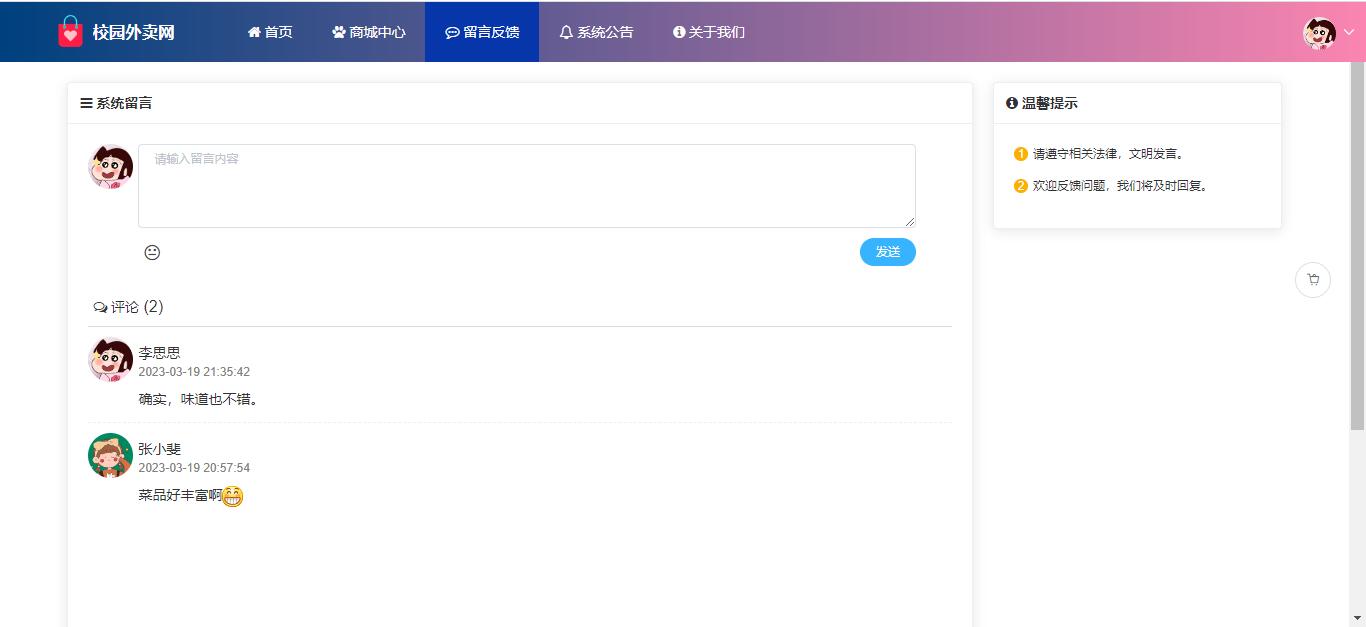 校园外卖网
首页
商城中心
留言反馈
系统公告
关于我们
系统留言
请输入留言内容
发送
评论 (2)
李思思
2023-03-19 21:35:42
确实，味道也不错。
张小斐
2023-03-19 20:57:54
菜品好丰富啊
温馨提示
1 请遵守相关法律，文明发言。
2 欢迎反馈问题，我们将及时回复。